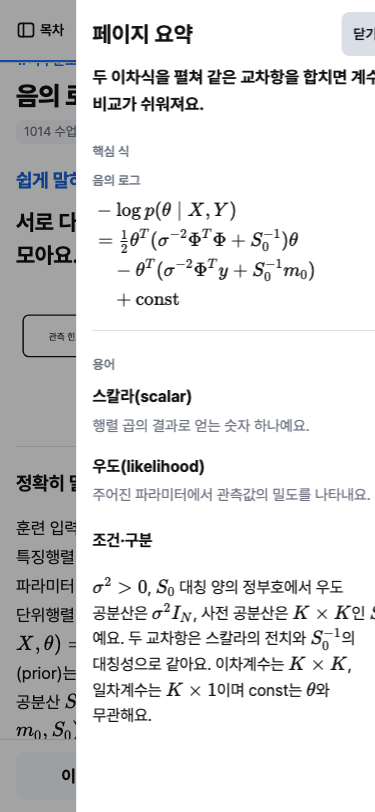 목차
페이지 요약
닫기
두 이차식을 펼쳐 같은 교차항을 합치면 계수
비교가 쉬워져요.
핵심 식
음의 로그
− log p(θ | X, Y)
= ½θᵀ(σ⁻²ΦᵀΦ + S₀⁻¹)θ
− θᵀ(σ⁻²Φᵀy + S₀⁻¹m₀)
+ const
용어
스칼라(scalar)
행렬 곱의 결과로 얻는 숫자 하나예요.
우도(likelihood)
주어진 파라미터에서 관측값의 밀도를 나타내요.
조건·구분
σ² > 0, S₀ 대칭 양의 정부호에서 우도
공분산은 σ²I_N, 사전 공분산은 K × K인 S
예요. 두 교차항은 스칼라의 전치와 S₀⁻¹의
대칭성으로 같아요. 이차계수는 K × K,
일차계수는 K × 1이며 const는 θ와
무관해요.
음의 로
1014 수업
쉽게 말하
서로 다
모아요.
관측 힌
정확히 말
훈련 입력
특징행렬
파라미터
단위행렬
X, θ) =
(prior)는
공분산 S
m₀, S₀)
이